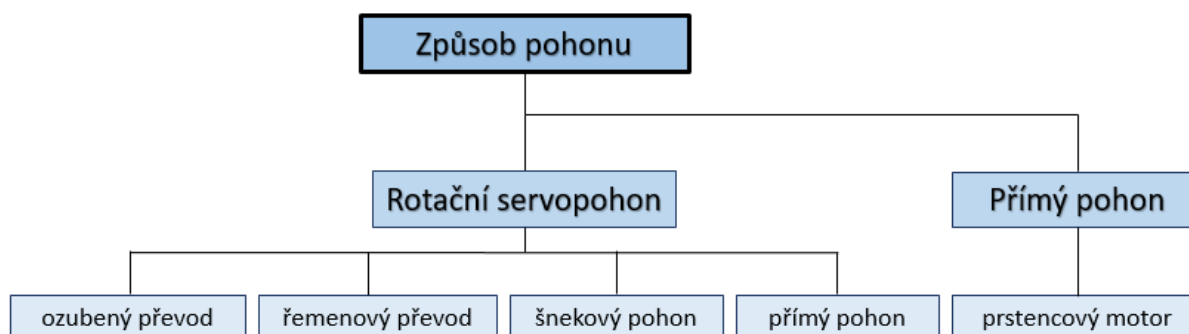 Způsob pohonu
Rotační servopohon
Přímý pohon
ozubený převod
řemenový převod
šnekový pohon
přímý pohon
prstencový motor